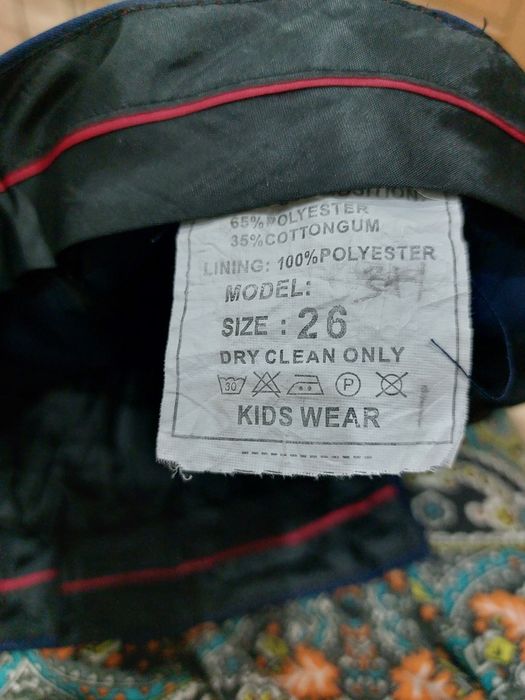 65%POLYESTER
35%COTTONGUM
LINING: 100%POLYESTER
MODEL:
SIZE : 26
DRY CLEAN ONLY
30 P
KIDS WEAR